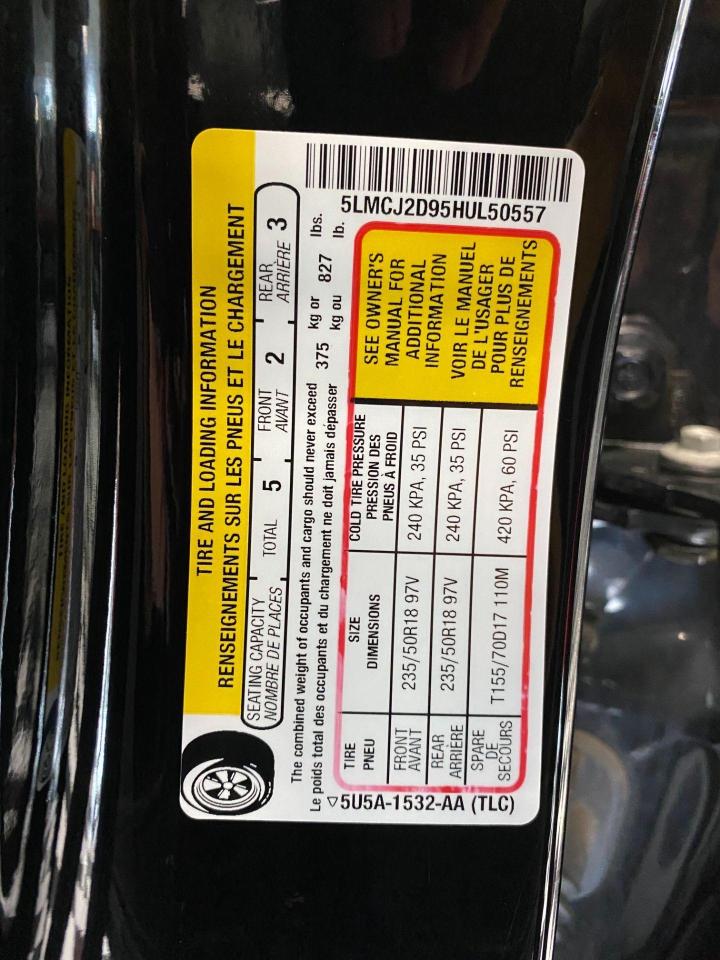 TIRE AND LOADING INFORMATION
RENSEIGNEMENTS SUR LES PNEUS ET LE CHARGEMENT
SEATING CAPACITY
NOMBRE DE PLACES
TOTAL 5
FRONT
AVANT 2
REAR
ARRIÈRE 3
The combined weight of occupants and cargo should never exceed 375 kg or 827 lbs.
Le poids total des occupants et du chargement ne doit jamais dépasser kg ou lb.
TIRE
PNEU
SIZE
DIMENSIONS
COLD TIRE PRESSURE
PRESSION DES
PNEUS À FROID
FRONT
AVANT
235/50R18 97V
240 KPA, 35 PSI
REAR
ARRIÈRE
235/50R18 97V
240 KPA, 35 PSI
SPARE
DE
SECOURS
T155/70D17 110M
420 KPA, 60 PSI
SEE OWNER'S
MANUAL FOR
ADDITIONAL
INFORMATION
VOIR LE MANUEL
DE L'USAGER
POUR PLUS DE
RENSEIGNEMENTS
▽5U5A-1532-AA (TLC)
5LMCJ2D95HUL50557